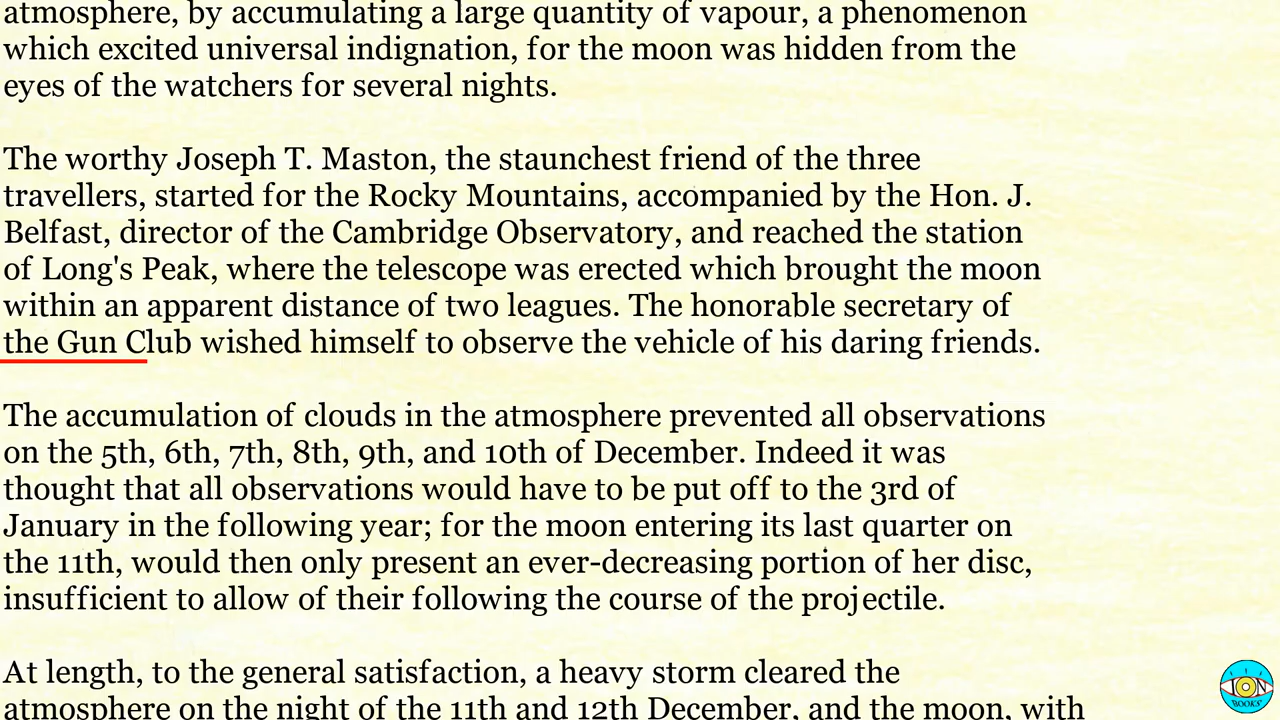 atmosphere, by accumulating a large quantity of vapour, a phenomenon
which excited universal indignation, for the moon was hidden from the
eyes of the watchers for several nights.
The worthy Joseph T. Maston, the staunchest friend of the three
travellers, started for the Rocky Mountains, accompanied by the Hon. J.
Belfast, director of the Cambridge Observatory, and reached the station
of Long's Peak, where the telescope was erected which brought the moon
within an apparent distance of two leagues. The honorable secretary of
the Gun Club wished himself to observe the vehicle of his daring friends.
The accumulation of clouds in the atmosphere prevented all observations
on the 5th, 6th, 7th, 8th, 9th, and 10th of December. Indeed it was
thought that all observations would have to be put off to the 3rd of
January in the following year; for the moon entering its last quarter on
the 11th, would then only present an ever-decreasing portion of her disc,
insufficient to allow of their following the course of the projectile.
At length, to the general satisfaction, a heavy storm cleared the
atmosphere on the night of the 11th and 12th December, and the moon, with
ION
BOOKS